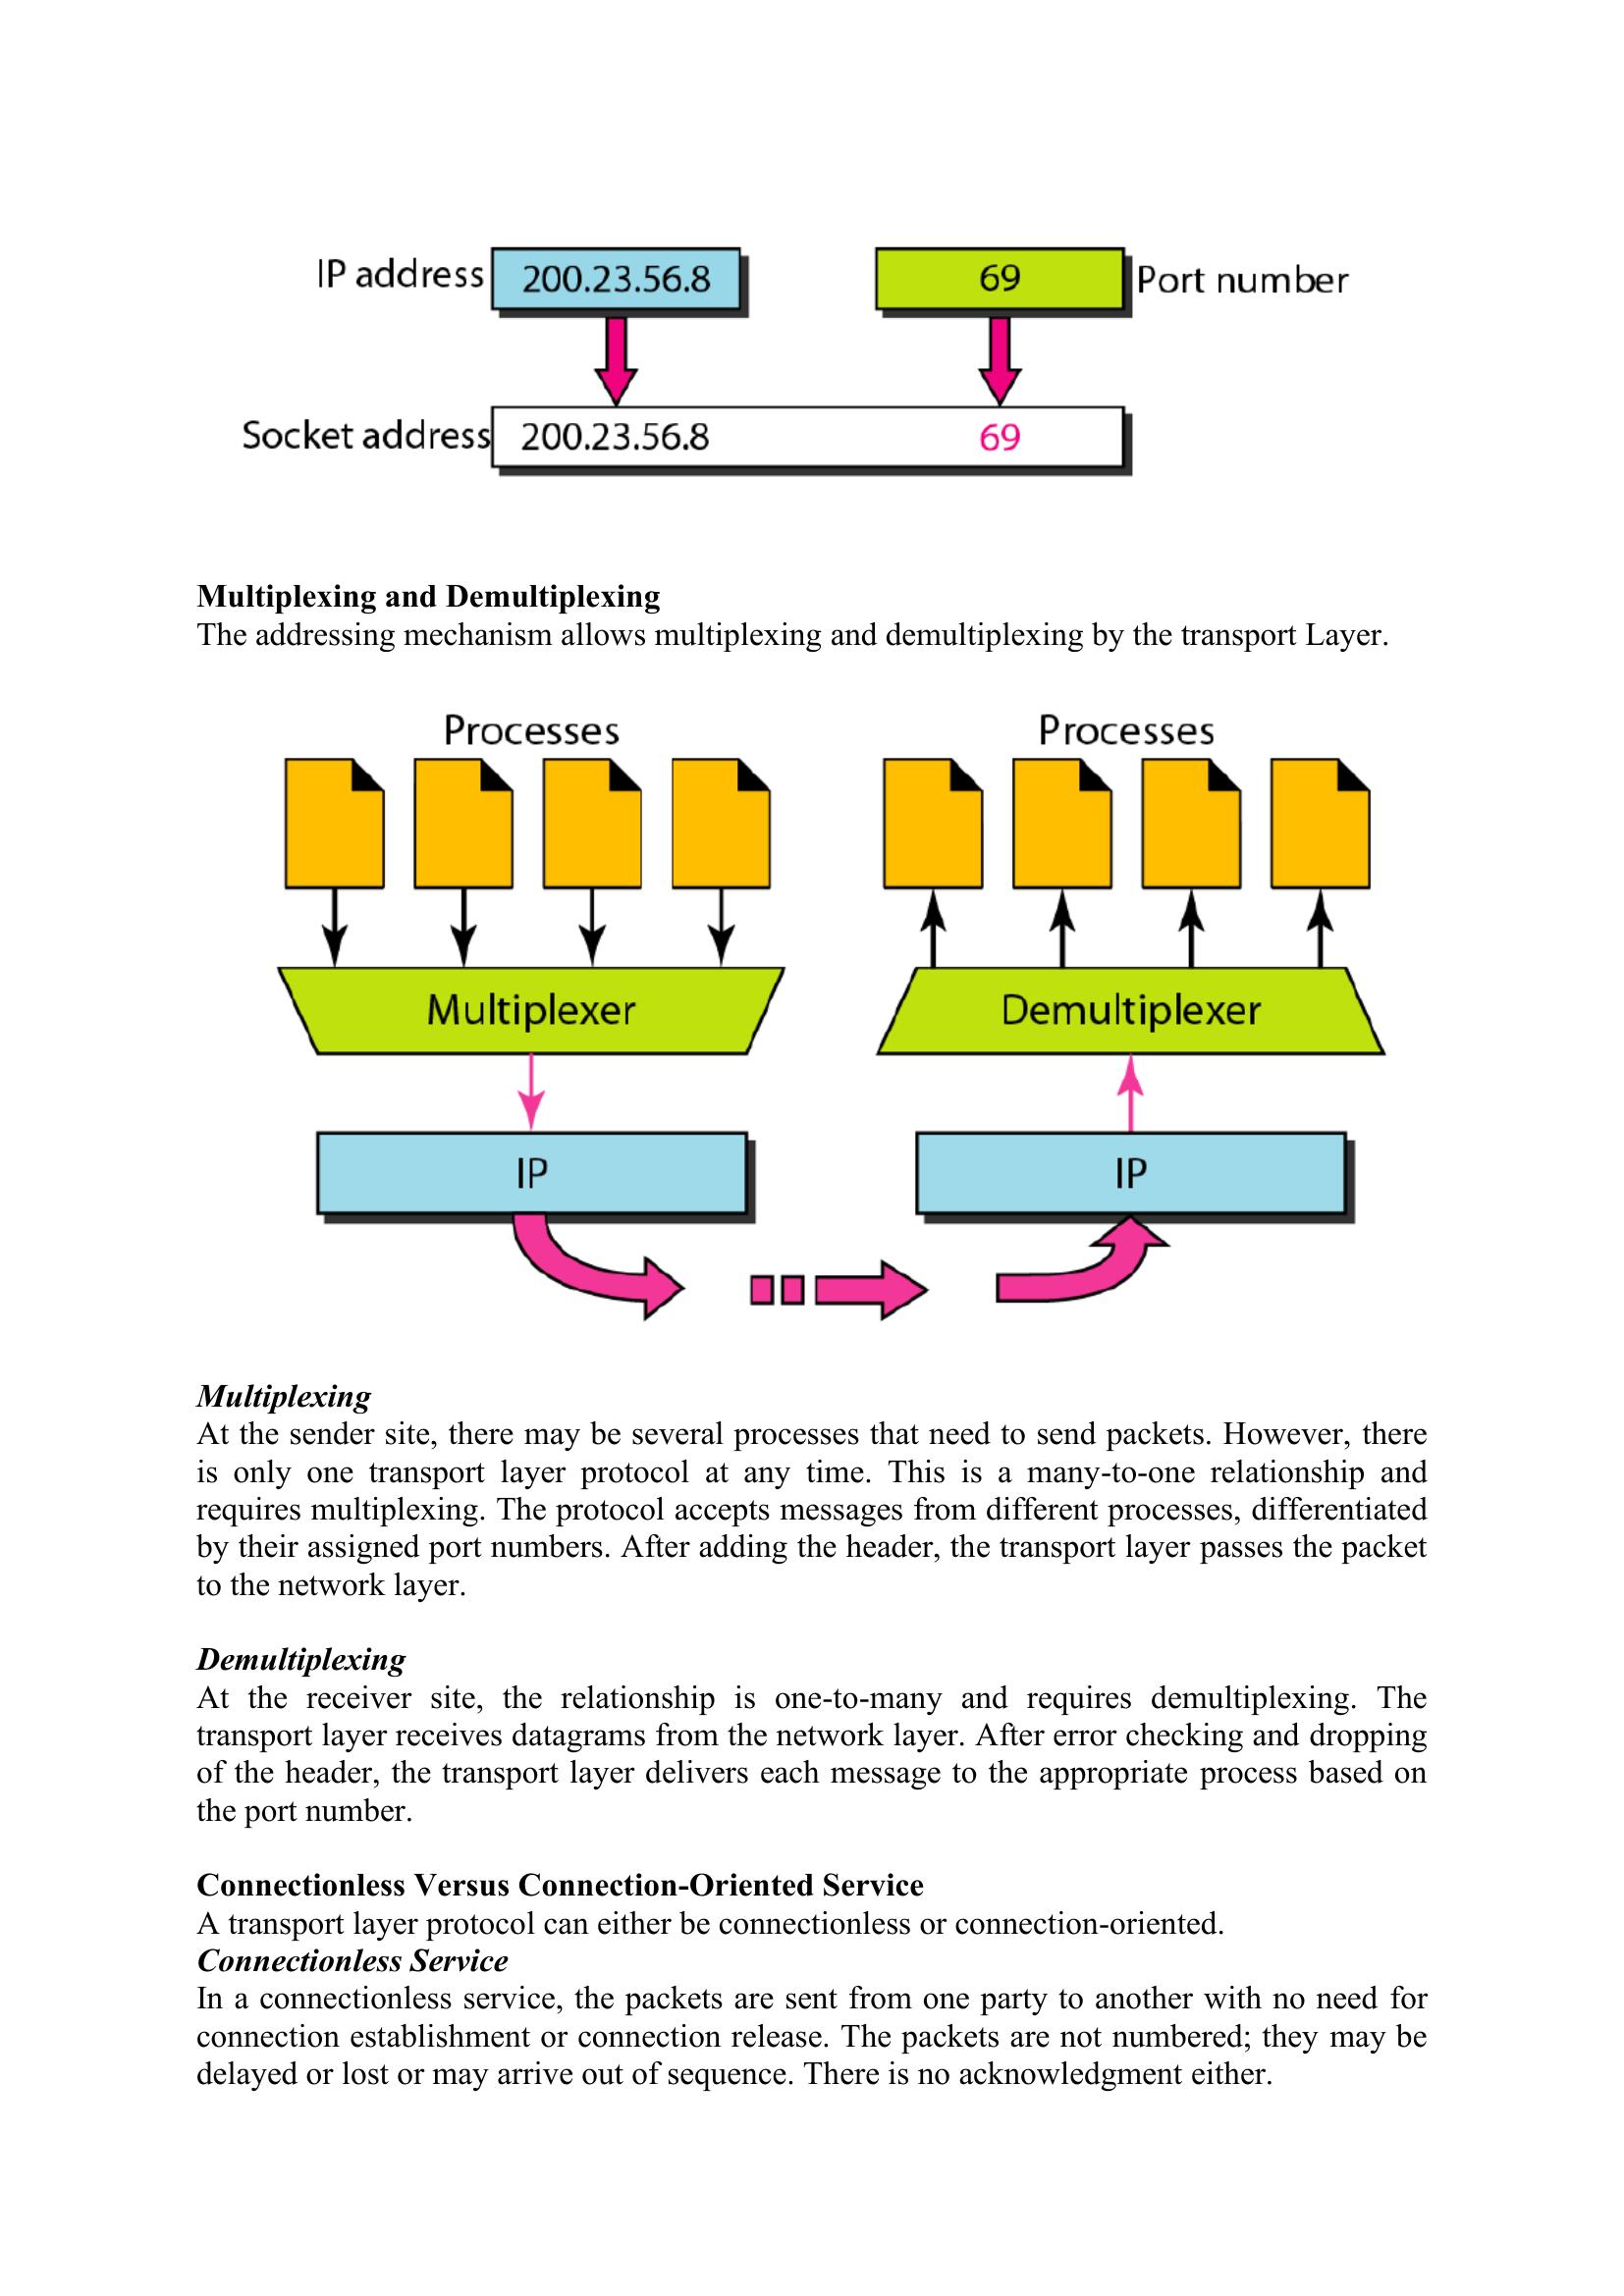 IP address 200.23.56.8 69 Port number
Socket address 200.23.56.8 69
Multiplexing and Demultiplexing
The addressing mechanism allows multiplexing and demultiplexing by the transport Layer.
Processes Processes
Multiplexer Demultiplexer
IP IP
Multiplexing
At the sender site, there may be several processes that need to send packets. However, there
is only one transport layer protocol at any time. This is a many-to-one relationship and
requires multiplexing. The protocol accepts messages from different processes, differentiated
by their assigned port numbers. After adding the header, the transport layer passes the packet
to the network layer.
Demultiplexing
At the receiver site, the relationship is one-to-many and requires demultiplexing. The
transport layer receives datagrams from the network layer. After error checking and dropping
of the header, the transport layer delivers each message to the appropriate process based on
the port number.
Connectionless Versus Connection-Oriented Service
A transport layer protocol can either be connectionless or connection-oriented.
Connectionless Service
In a connectionless service, the packets are sent from one party to another with no need for
connection establishment or connection release. The packets are not numbered; they may be
delayed or lost or may arrive out of sequence. There is no acknowledgment either.